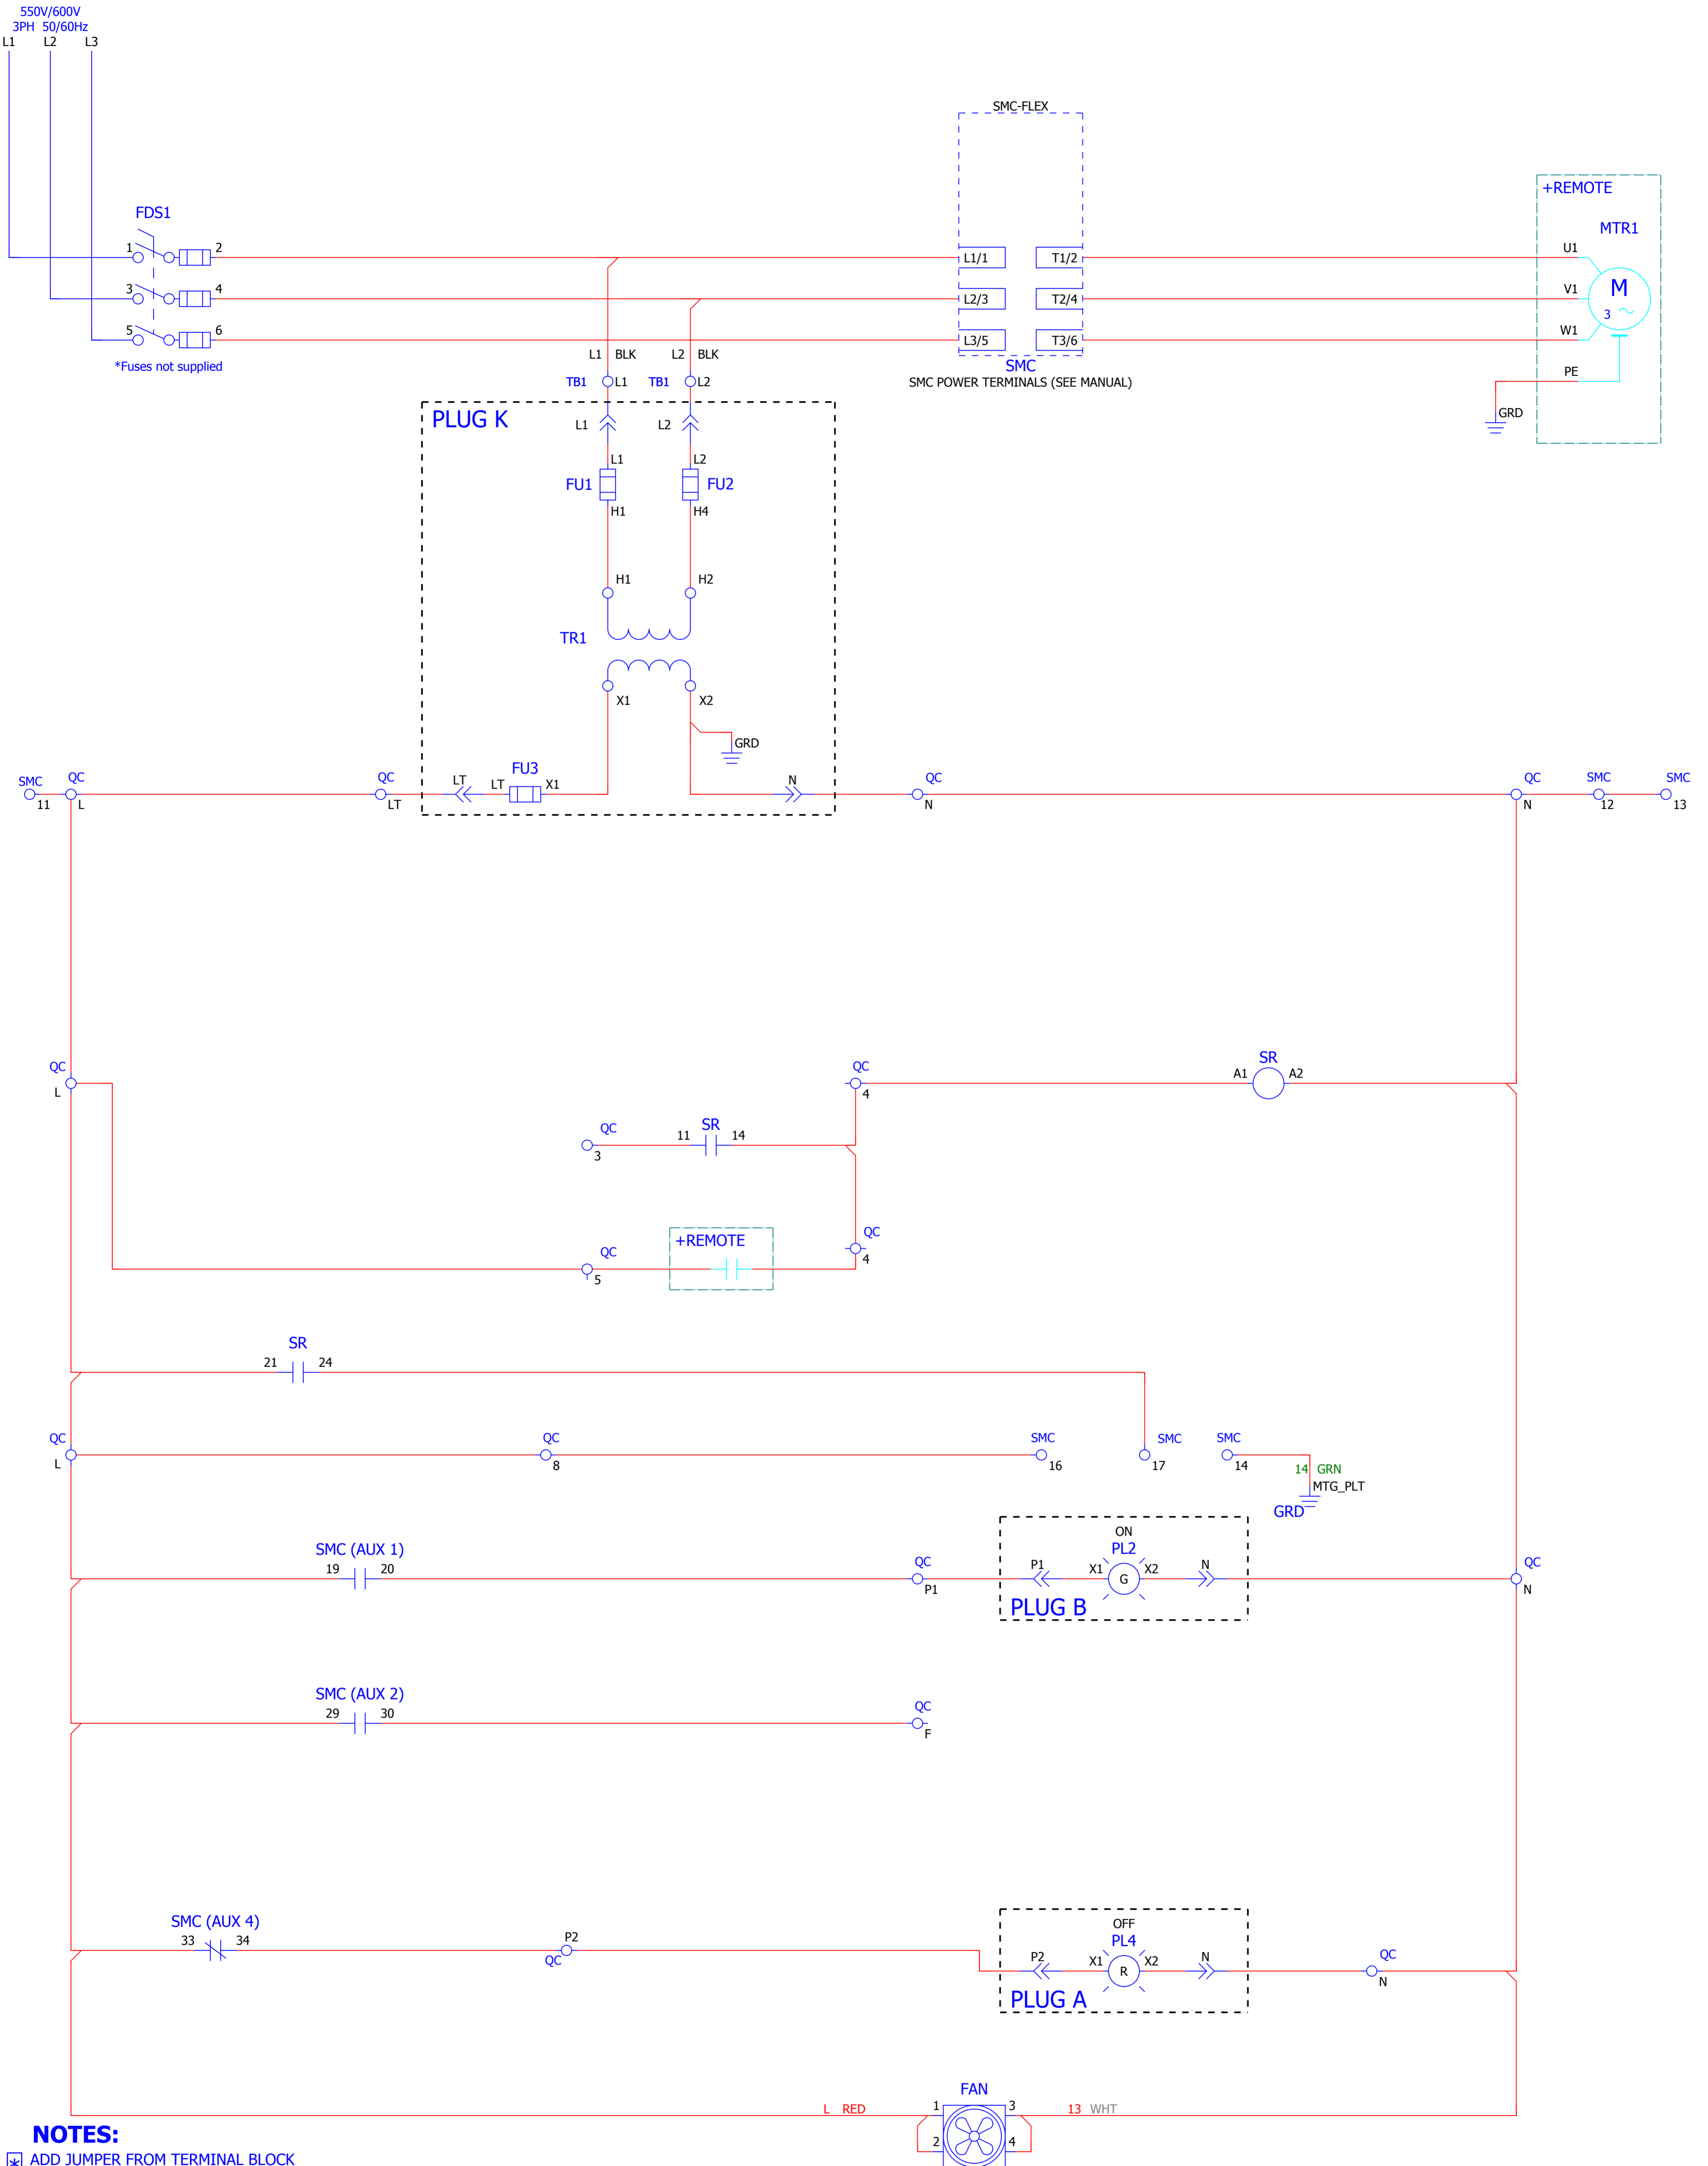 550V/600V
3PH 50/60Hz
L1 L2 L3
SMC-FLEX
+REMOTE
FDS1
MTR1
1 2 L1/1 T1/2 U1
3 4 L2/3 T2/4 V1
M
3
5 6 L3/5 T3/6 W1
*Fuses not supplied
L1 BLK L2 BLK
SMC
PE
TB1 L1 TB1 L2
SMC POWER TERMINALS (SEE MANUAL)
GRD
PLUG K
L1 L2
L1 L2
FU1 FU2
H1 H4
H1 H2
TR1
X1 X2
GRD
SMC QC QC LT LT FU3 X1 N QC QC SMC SMC
11 L LT N N 12 13
QC QC SR
L 4 A1 A2
QC 11 SR 14
3
QC +REMOTE QC
5 4
SR
21 24
QC QC SMC SMC SMC
L 8 16 17 14
14 GRN
MTG_PLT
GRD
ON
SMC (AUX 1) PL2
19 20 QC P1 X1 G X2 N QC
P1 N
PLUG B
SMC (AUX 2)
29 30 QC
F
SMC (AUX 4) OFF
33 34 P2 PL4
QC P2 X1 R X2 N QC
N
PLUG A
FAN
L RED 1 3 13 WHT
2 4
NOTES:
* ADD JUMPER FROM TERMINAL BLOCK